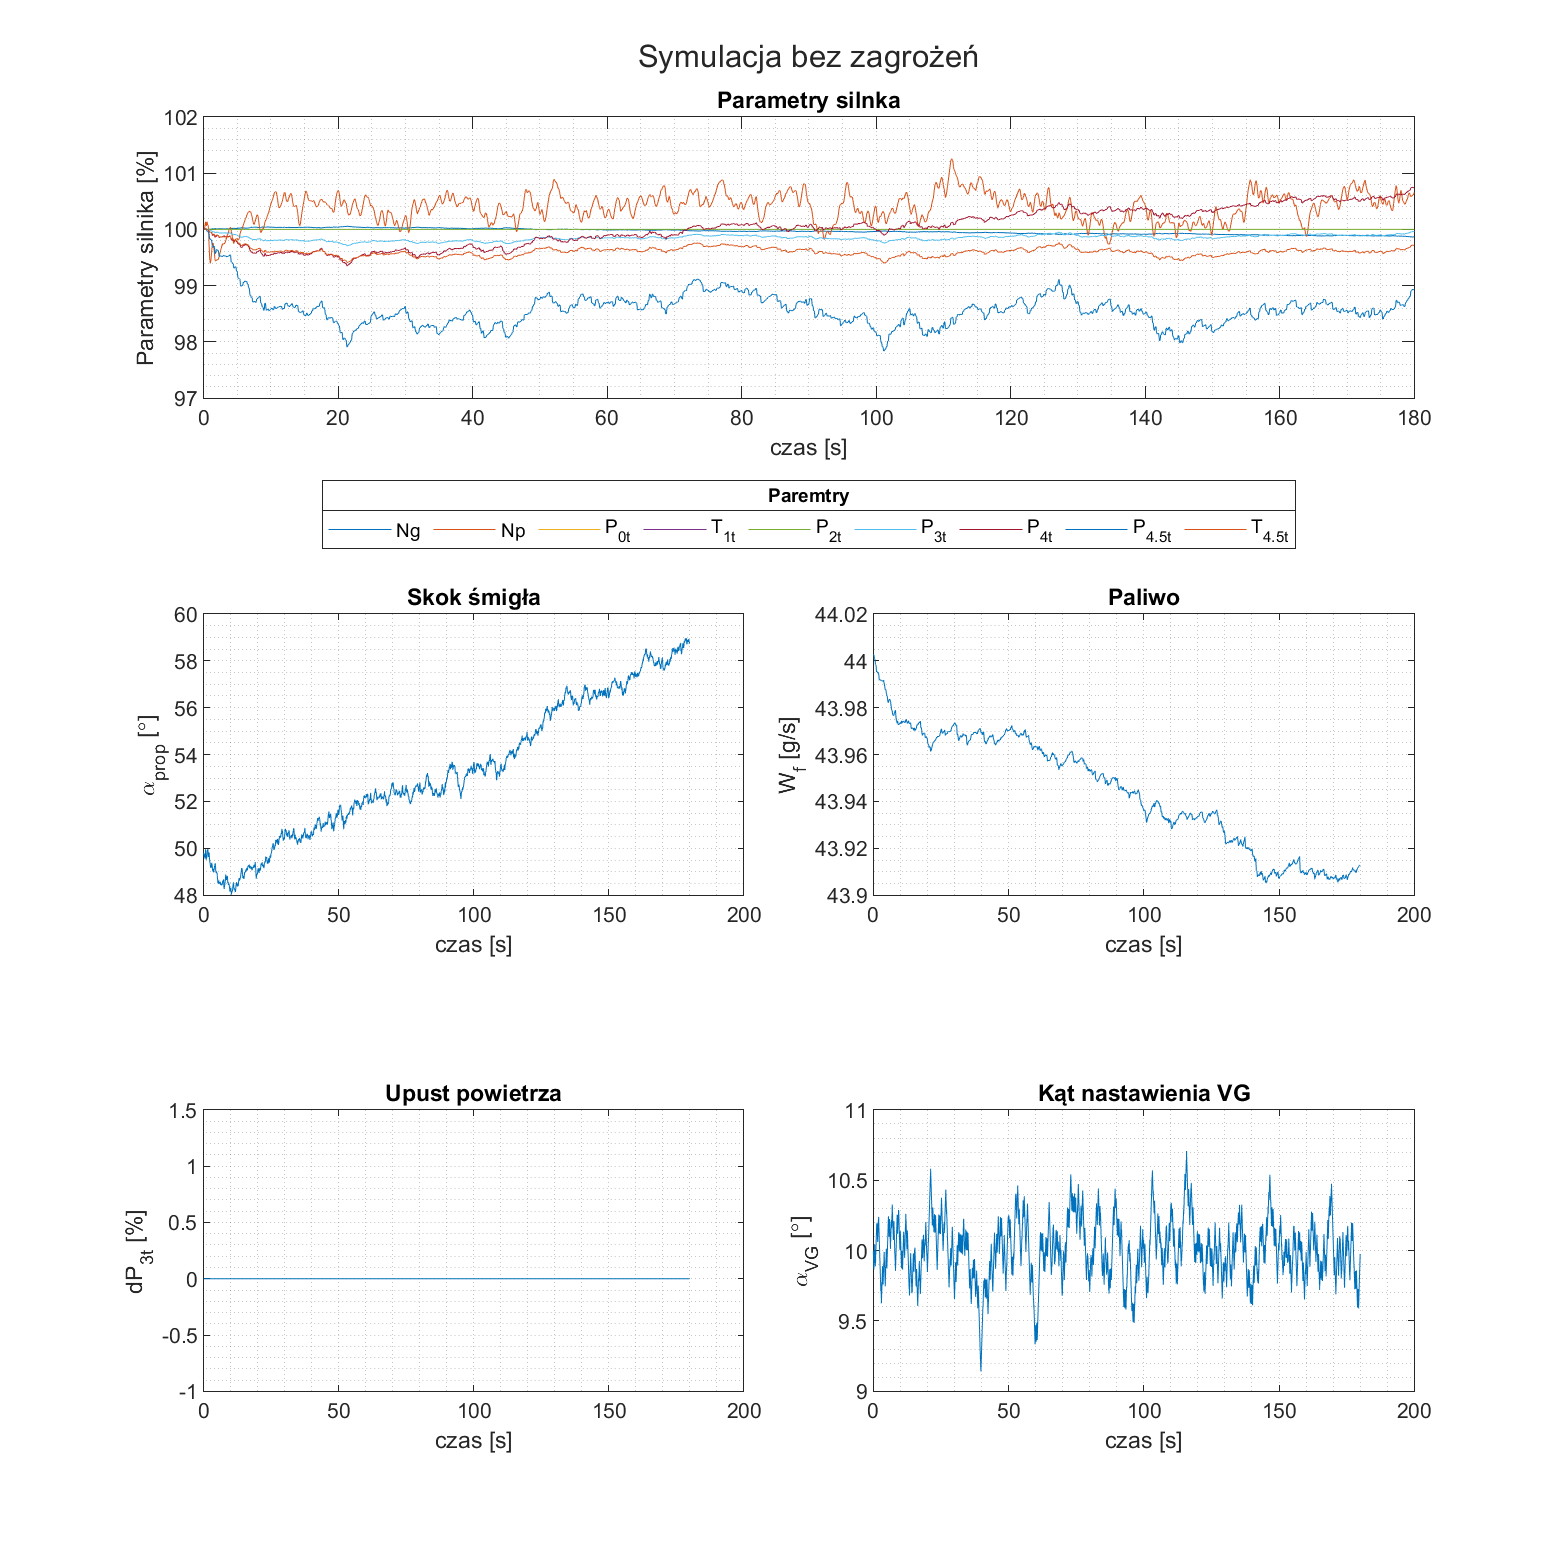 Symulacja bez zagrożeń
Parametry silnka
Parametry silnika [%]
102
101
100
99
98
97
0 20 40 60 80 100 120 140 160 180
czas [s]
Paremtry
Ng Np P0t T1t P2t P3t P4t P4.5t T4.5t
Skok śmigła
αprop [°]
60
58
56
54
52
50
48
0 50 100 150 200
czas [s]
Paliwo
Wf [g/s]
44.02
44
43.98
43.96
43.94
43.92
43.9
0 50 100 150 200
czas [s]
Upust powietrza
dP3t [%]
1.5
1
0.5
0
-0.5
-1
0 50 100 150 200
czas [s]
Kąt nastawienia VG
αVG [°]
11
10.5
10
9.5
9
0 50 100 150 200
czas [s]